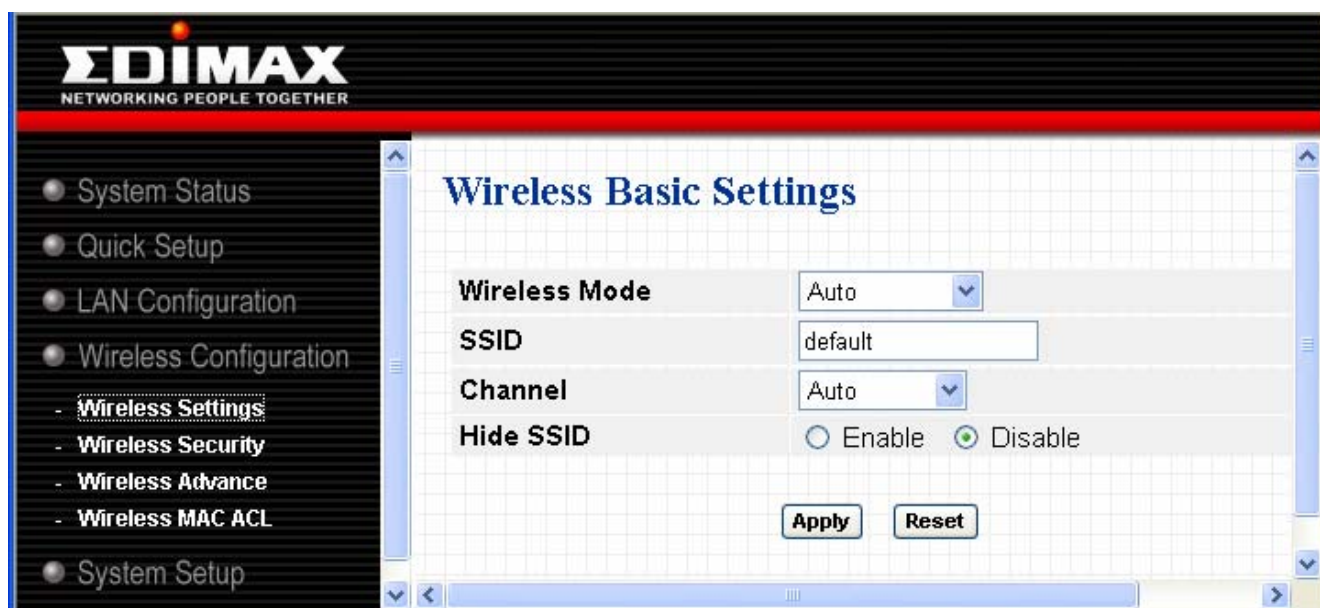 EDIMAX
NETWORKING PEOPLE TOGETHER
System Status
Quick Setup
LAN Configuration
Wireless Configuration
- Wireless Settings
- Wireless Security
- Wireless Advance
- Wireless MAC ACL
System Setup
Wireless Basic Settings
Wireless Mode Auto
SSID default
Channel Auto
Hide SSID Enable Disable
Apply Reset